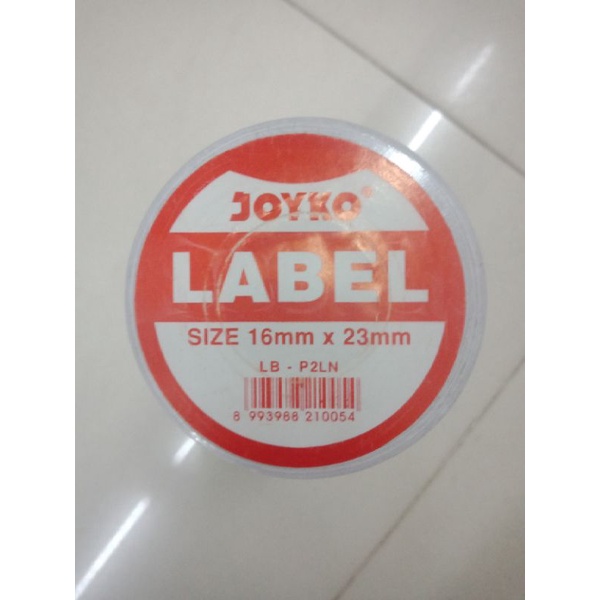 JOYKO®
LABEL
SIZE 16mm x 23mm
LB - P2LN
8 993988 210054